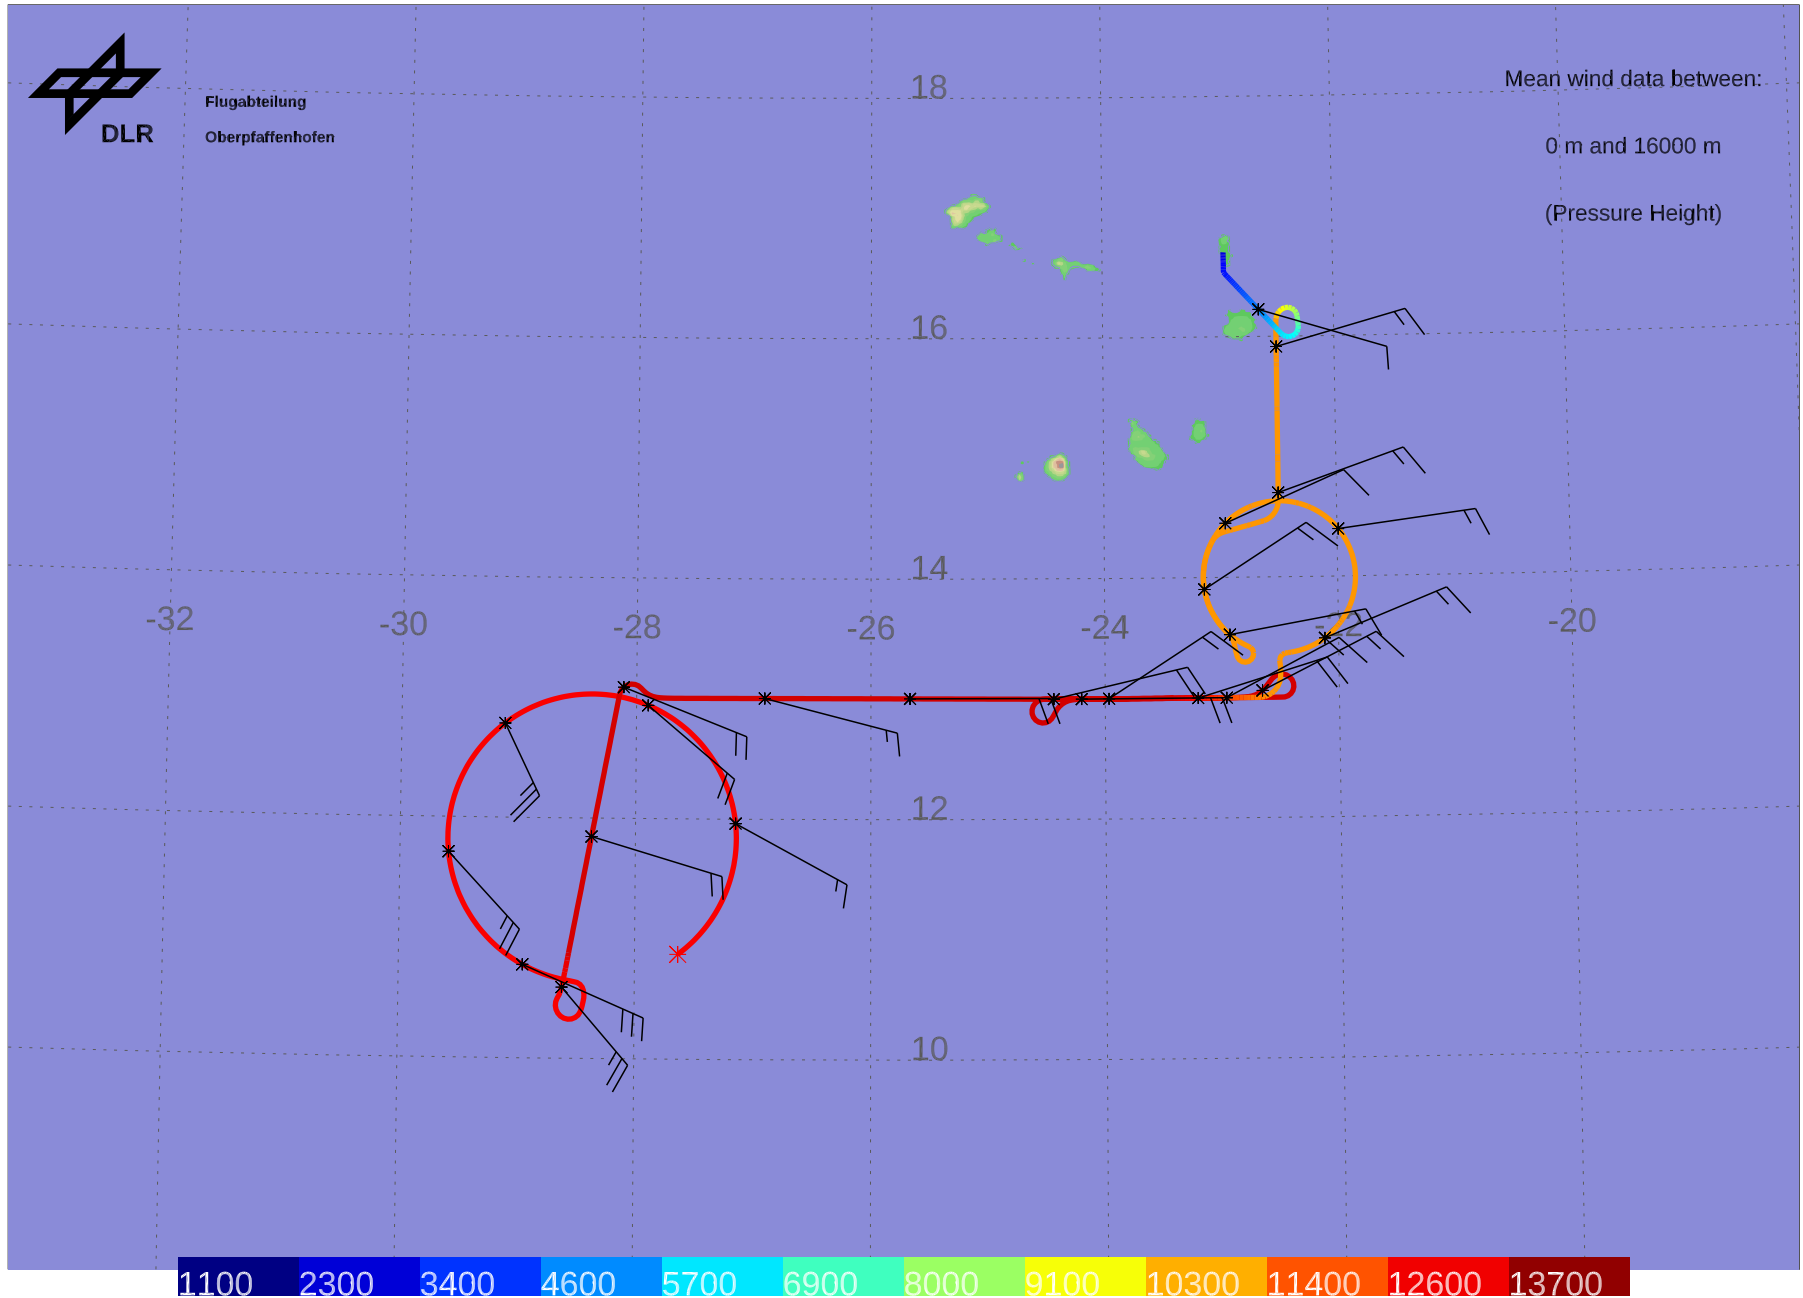 DLR
Flugabteilung
Oberpfaffenhofen
Mean wind data between:
0 m and 16000 m
(Pressure Height)
18
16
14
-32 -30 -28 -26 -24 -22 -20
12
10
1100 2300 3400 4600 5700 6900 8000 9100 10300 11400 12600 13700